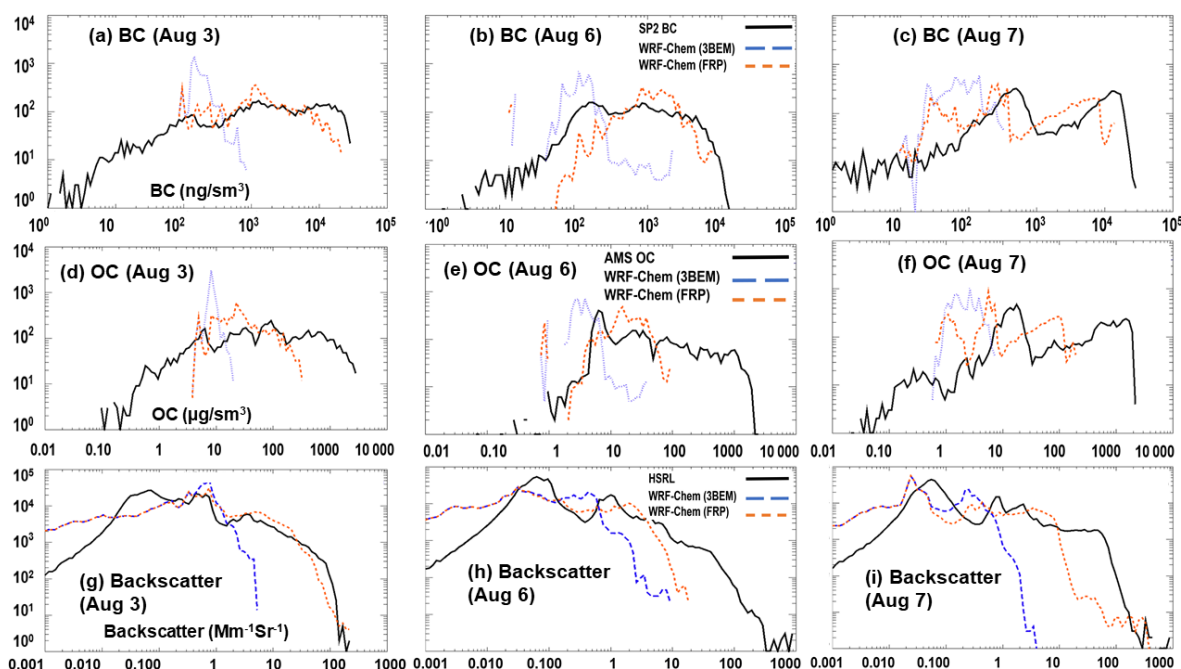 (a) BC (Aug 3)
(b) BC (Aug 6)
SP2 BC
WRF-Chem (3BEM)
WRF-Chem (FRP)
(c) BC (Aug 7)
10⁴
10³
10²
10¹
10⁰
BC (ng/sm³)
10⁰ 10 10² 10³ 10⁴ 10⁵
10⁰ 10 10² 10³ 10⁴ 10⁵
10⁰ 10 10² 10³ 10⁴ 10⁵
(d) OC (Aug 3)
(e) OC (Aug 6)
AMS OC
WRF-Chem (3BEM)
WRF-Chem (FRP)
(f) OC (Aug 7)
10⁴
10³
10²
10¹
10⁰
OC (μg/sm³)
0.01 0.10 1 10 100 1000 10 000
0.01 0.10 1 10 100 1000 10 000
0.01 0.10 1 10 100 1000 10 000
10⁵
10⁴
10³
10²
10¹
10⁰
(g) Backscatter
(Aug 3)
Backscatter (Mm⁻¹Sr⁻¹)
HSRL
WRF-Chem (3BEM)
WRF-Chem (FRP)
(h) Backscatter
(Aug 6)
(i) Backscatter
(Aug 7)
0.001 0.010 0.100 1 10 100 1000
0.001 0.010 0.100 1 10 100 1000
0.001 0.010 0.100 1 10 100 1000